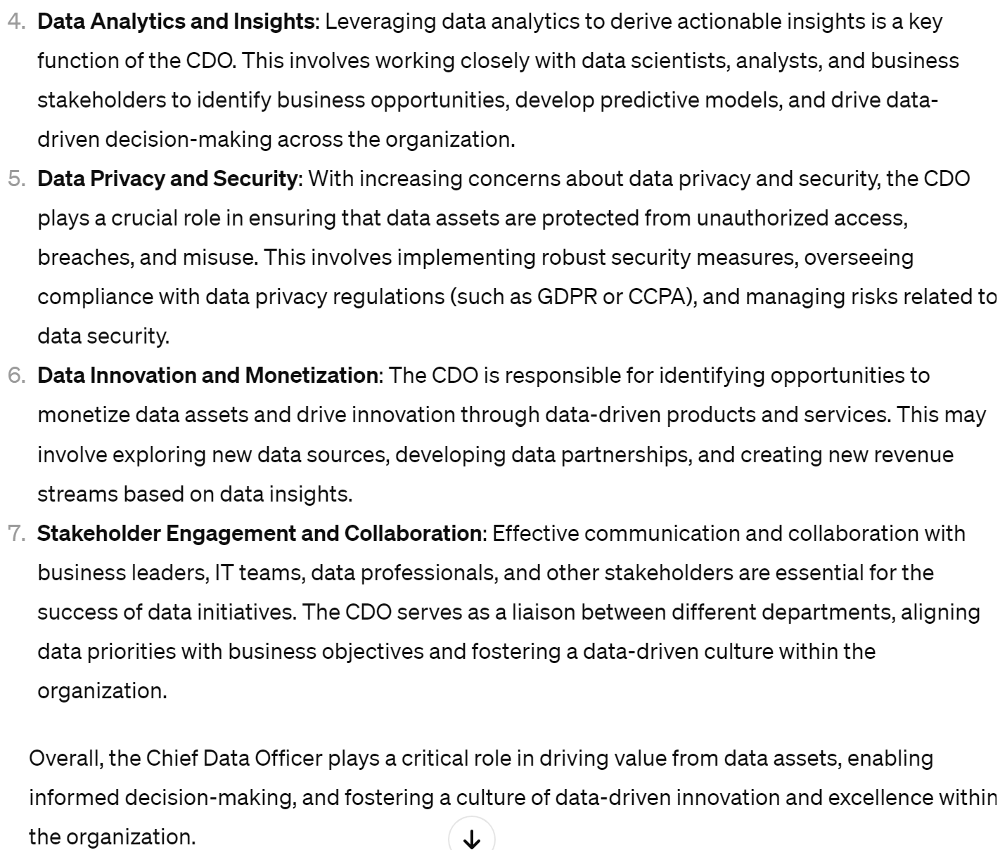 4. Data Analytics and Insights: Leveraging data analytics to derive actionable insights is a key
function of the CDO. This involves working closely with data scientists, analysts, and business
stakeholders to identify business opportunities, develop predictive models, and drive data-
driven decision-making across the organization.
5. Data Privacy and Security: With increasing concerns about data privacy and security, the CDO
plays a crucial role in ensuring that data assets are protected from unauthorized access,
breaches, and misuse. This involves implementing robust security measures, overseeing
compliance with data privacy regulations (such as GDPR or CCPA), and managing risks related to
data security.
6. Data Innovation and Monetization: The CDO is responsible for identifying opportunities to
monetize data assets and drive innovation through data-driven products and services. This may
involve exploring new data sources, developing data partnerships, and creating new revenue
streams based on data insights.
7. Stakeholder Engagement and Collaboration: Effective communication and collaboration with
business leaders, IT teams, data professionals, and other stakeholders are essential for the
success of data initiatives. The CDO serves as a liaison between different departments, aligning
data priorities with business objectives and fostering a data-driven culture within the
organization.
Overall, the Chief Data Officer plays a critical role in driving value from data assets, enabling
informed decision-making, and fostering a culture of data-driven innovation and excellence within
the organization.